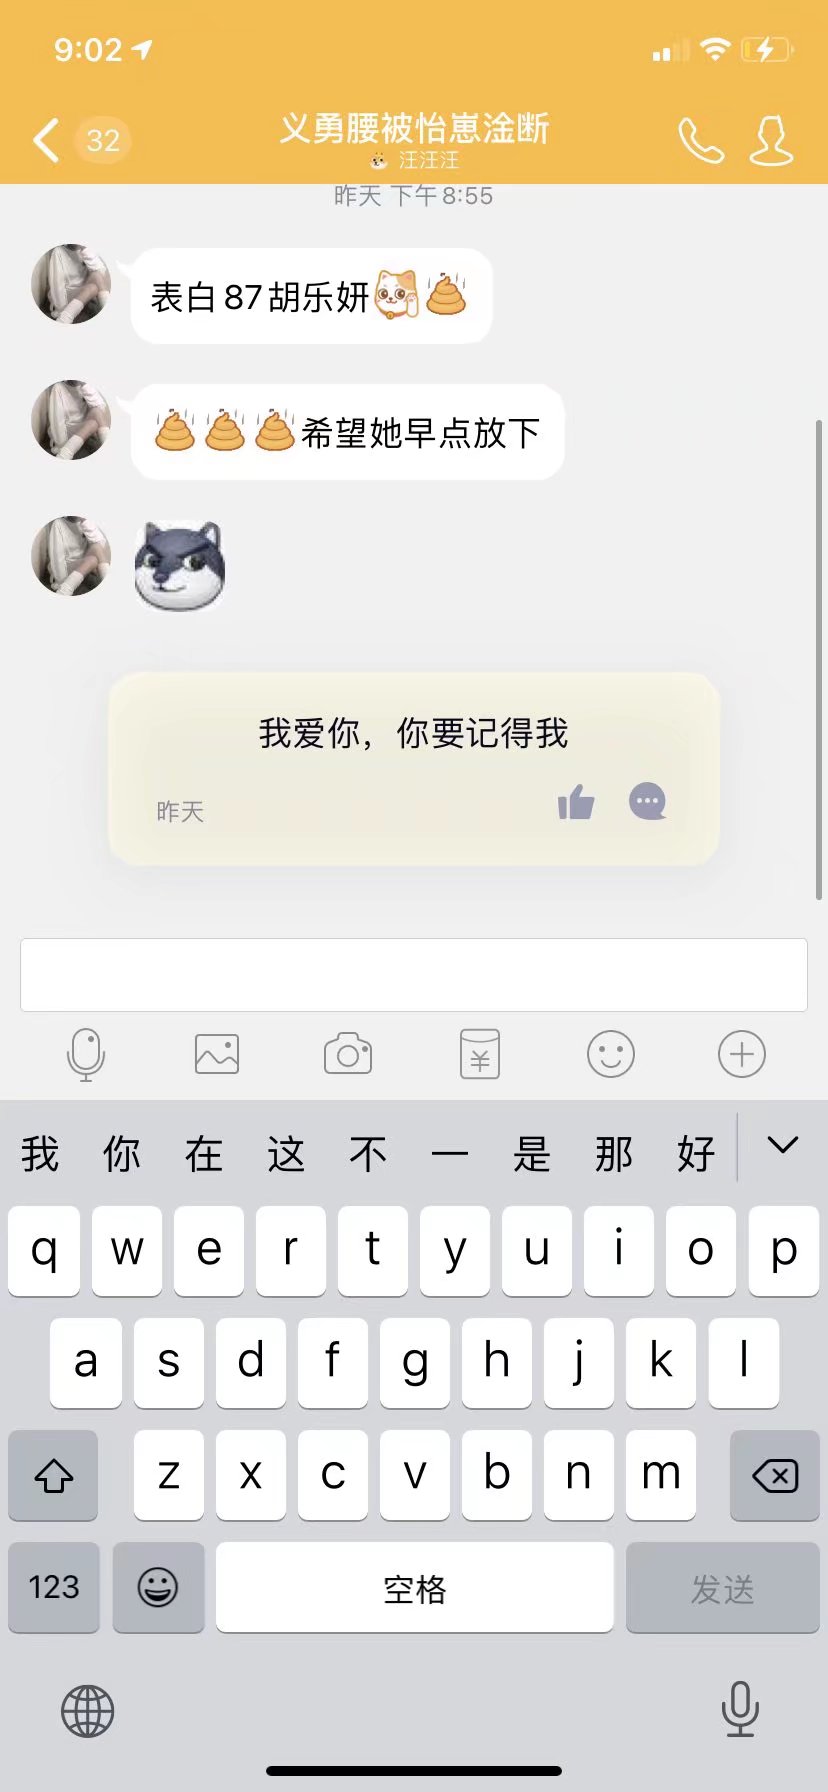 9:02
32
义勇腰被怡崽淦断
汪汪汪
昨天 下午8:55
表白87胡乐妍
希望她早点放下
我爱你，你要记得我
昨天
我 你 在 这 不 一 是 那 好
q w e r t y u i o p
a s d f g h j k l
z x c v b n m
123 空格 发送